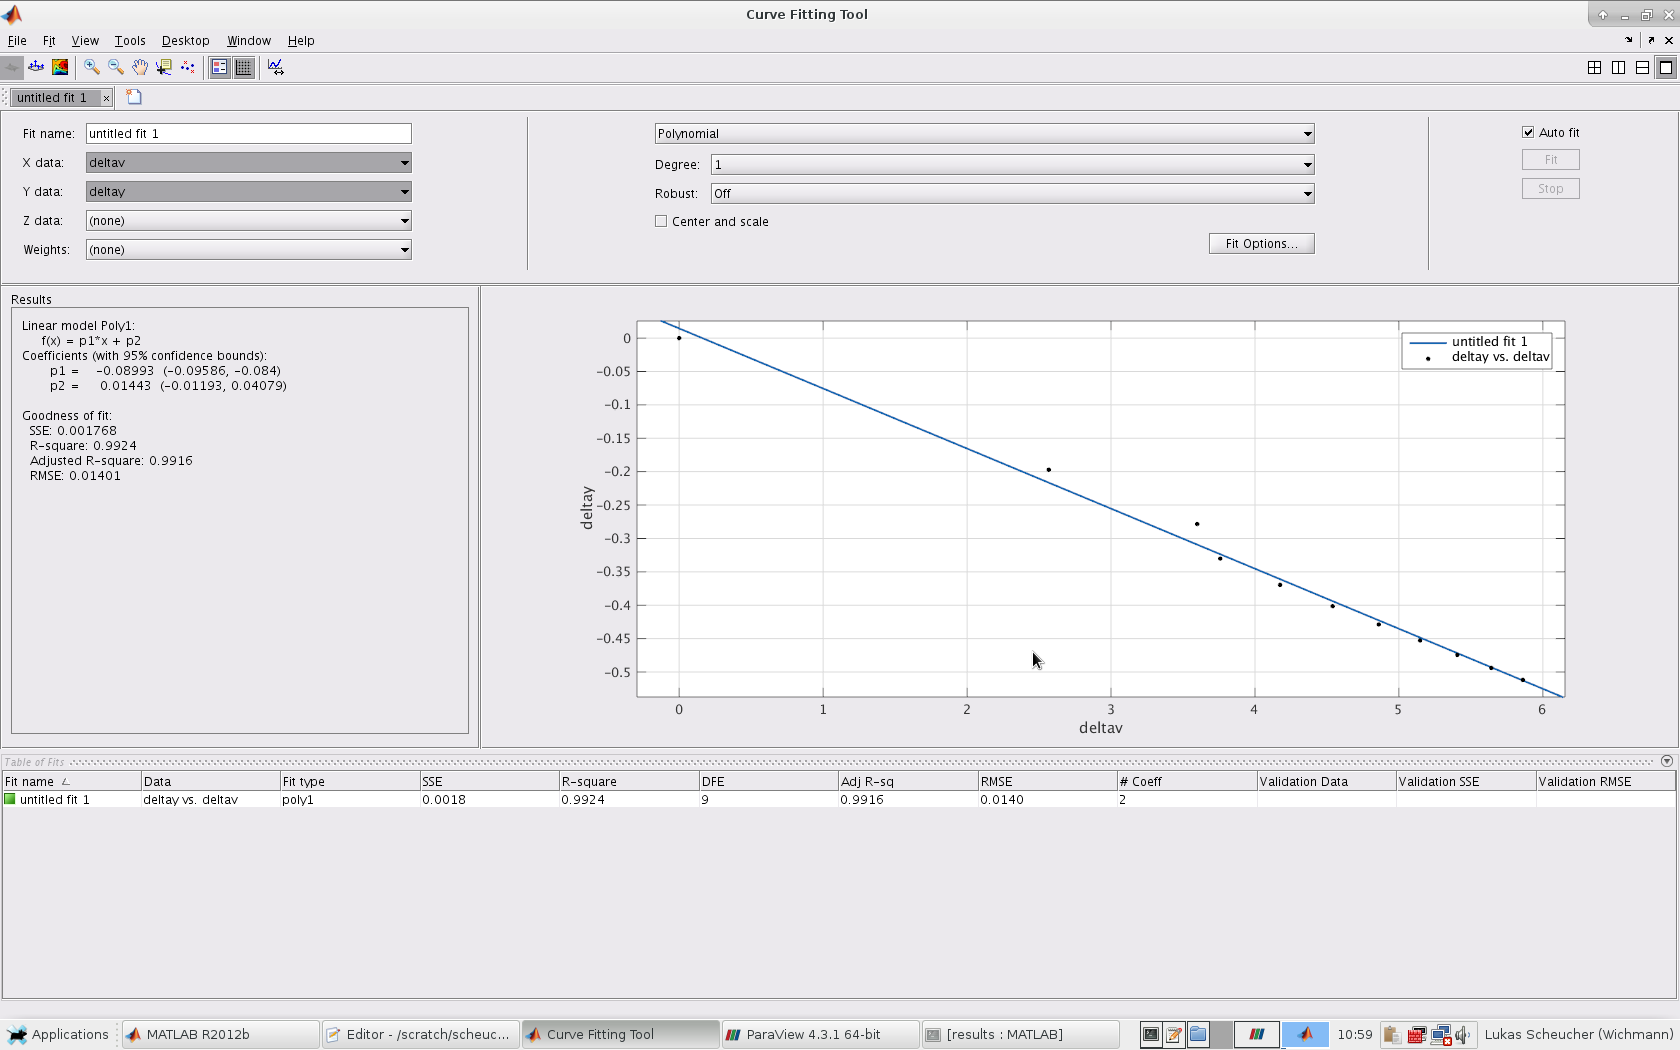 Curve Fitting Tool
File Fit View Tools Desktop Window Help
untitled fit 1
Fit name: untitled fit 1
X data: deltav
Y data: deltay
Z data: (none)
Weights: (none)
Polynomial
Degree: 1
Robust: Off
Center and scale
Fit Options...
Auto fit
Fit
Stop
Results
Linear model Poly1:
f(x) = p1*x + p2
Coefficients (with 95% confidence bounds):
p1 = -0.08993 (-0.09586, -0.084)
p2 = 0.01443 (-0.01193, 0.04079)
Goodness of fit:
SSE: 0.001768
R-square: 0.9924
Adjusted R-square: 0.9916
RMSE: 0.01401
untitled fit 1
deltay vs. deltav
0
-0.05
-0.1
-0.15
-0.2
-0.25
-0.3
-0.35
-0.4
-0.45
-0.5
deltay
0 1 2 3 4 5 6
deltav
Table of Fits
Fit name Data Fit type SSE R-square DFE Adj R-sq RMSE # Coeff Validation Data Validation SSE Validation RMSE
untitled fit 1 deltay vs. deltav poly1 0.0018 0.9924 9 0.9916 0.0140 2
Applications MATLAB R2012b Editor - /scratch/scheuc... Curve Fitting Tool ParaView 4.3.1 64-bit [results : MATLAB] 10:59 Lukas Scheucher (Wichmann)